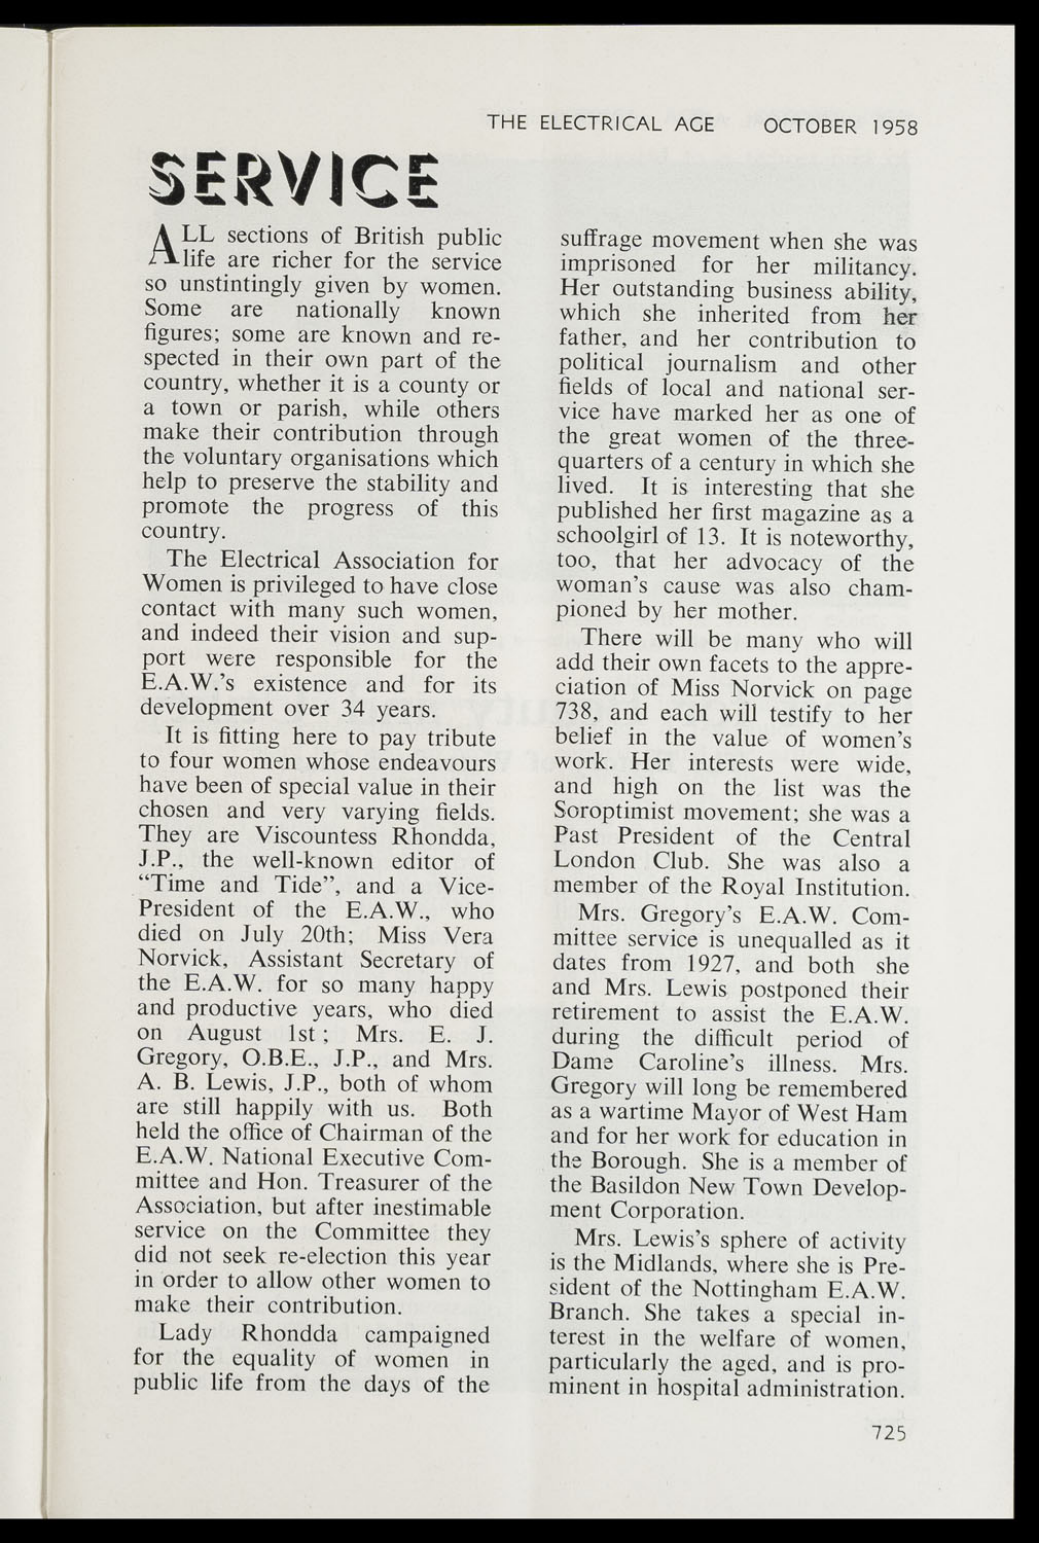 THE ELECTRICAL AGE OCTOBER 1958
SERVICE
ALL sections of British public
life are richer for the service
so unstintingly given by women.
Some are nationally known
figures; some are known and re-
spected in their own part of the
country, whether it is a county or
a town or parish, while others
make their contribution through
the voluntary organisations which
help to preserve the stability and
promote the progress of this
country.
The Electrical Association for
Women is privileged to have close
contact with many such women,
and indeed their vision and sup-
port were responsible for the
E.A.W.'s existence and for its
development over 34 years.
It is fitting here to pay tribute
to four women whose endeavours
have been of special value in their
chosen and very varying fields.
They are Viscountess Rhondda,
J.P., the well-known editor of
“Time and Tide”, and a Vice-
President of the E.A.W., who
died on July 20th; Miss Vera
Norvick, Assistant Secretary of
the E.A.W. for so many happy
and productive years, who died
on August 1st; Mrs. E. J.
Gregory, O.B.E., J.P., and Mrs.
A. B. Lewis, J.P., both of whom
are still happily with us. Both
held the office of Chairman of the
E.A.W. National Executive Com-
mittee and Hon. Treasurer of the
Association, but after inestimable
service on the Committee they
did not seek re-election this year
in order to allow other women to
make their contribution.
Lady Rhondda campaigned
for the equality of women in
public life from the days of the
suffrage movement when she was
imprisoned for her militancy.
Her outstanding business ability,
which she inherited from her
father, and her contribution to
political journalism and other
fields of local and national ser-
vice have marked her as one of
the great women of the three-
quarters of a century in which she
lived. It is interesting that she
published her first magazine as a
schoolgirl of 13. It is noteworthy,
too, that her advocacy of the
woman's cause was also cham-
pioned by her mother.
There will be many who will
add their own facets to the appre-
ciation of Miss Norvick on page
738, and each will testify to her
belief in the value of women's
work. Her interests were wide,
and high on the list was the
Soroptimist movement; she was a
Past President of the Central
London Club. She was also a
member of the Royal Institution.
Mrs. Gregory's E.A.W. Com-
mittee service is unequalled as it
dates from 1927, and both she
and Mrs. Lewis postponed their
retirement to assist the E.A.W.
during the difficult period of
Dame Caroline's illness. Mrs.
Gregory will long be remembered
as a wartime Mayor of West Ham
and for her work for education in
the Borough. She is a member of
the Basildon New Town Develop-
ment Corporation.
Mrs. Lewis's sphere of activity
is the Midlands, where she is Pre-
sident of the Nottingham E.A.W.
Branch. She takes a special in-
terest in the welfare of women,
particularly the aged, and is pro-
minent in hospital administration.
725